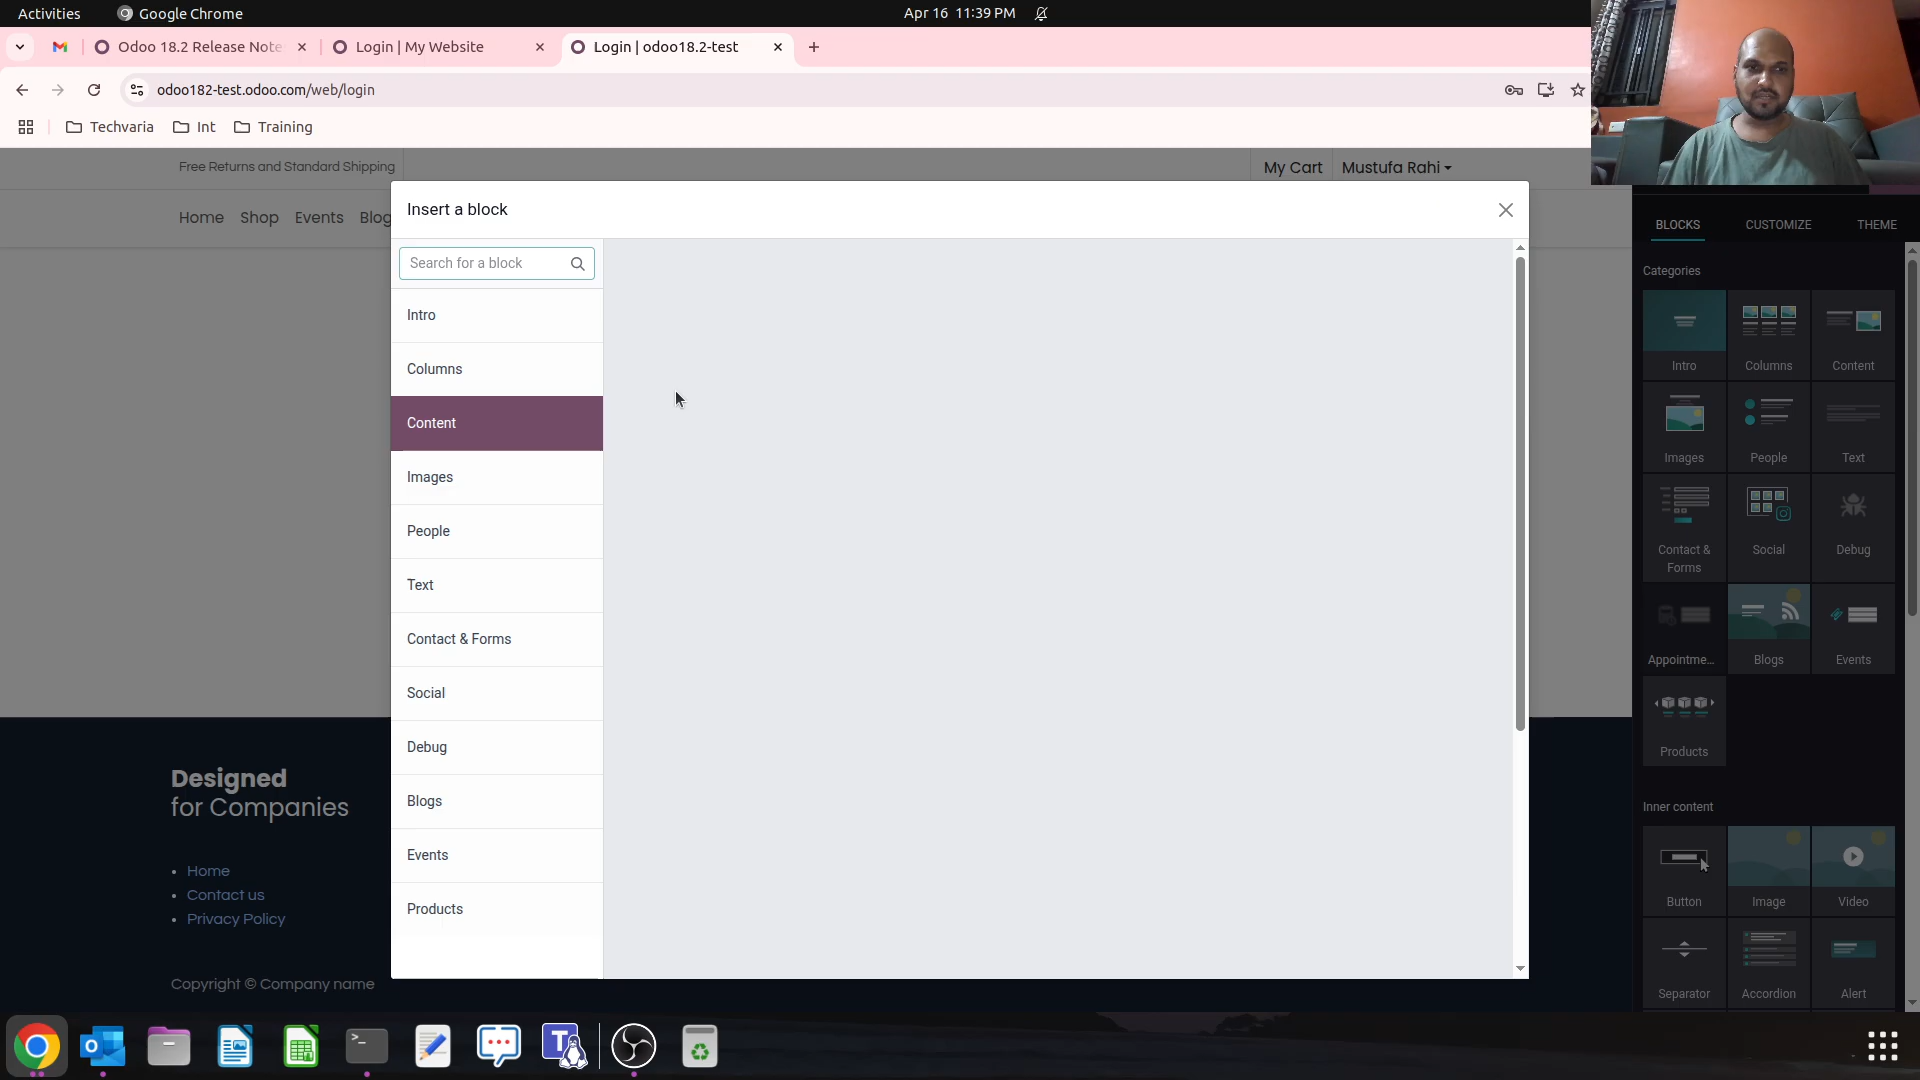 Activities
Google Chrome
Apr 16 11:39 PM
Odoo 18.2 Release Note
Login | My Website
Login | odoo18.2-test
odoo182-test.odoo.com/web/login
Techvaria
Int
Training
Free Returns and Standard Shipping
My Cart
Mustufa Rahi
Home
Shop
Events
Blog
Insert a block
Search for a block
Intro
Columns
Content
Images
People
Text
Contact & Forms
Social
Debug
Blogs
Events
Products
BLOCKS
CUSTOMIZE
THEME
Categories
Intro
Columns
Content
Images
People
Text
Contact &
Forms
Social
Debug
Appointme...
Blogs
Events
Products
Inner content
Button
Image
Video
Separator
Accordion
Alert
Designed
for Companies
Home
Contact us
Privacy Policy
Copyright © Company name